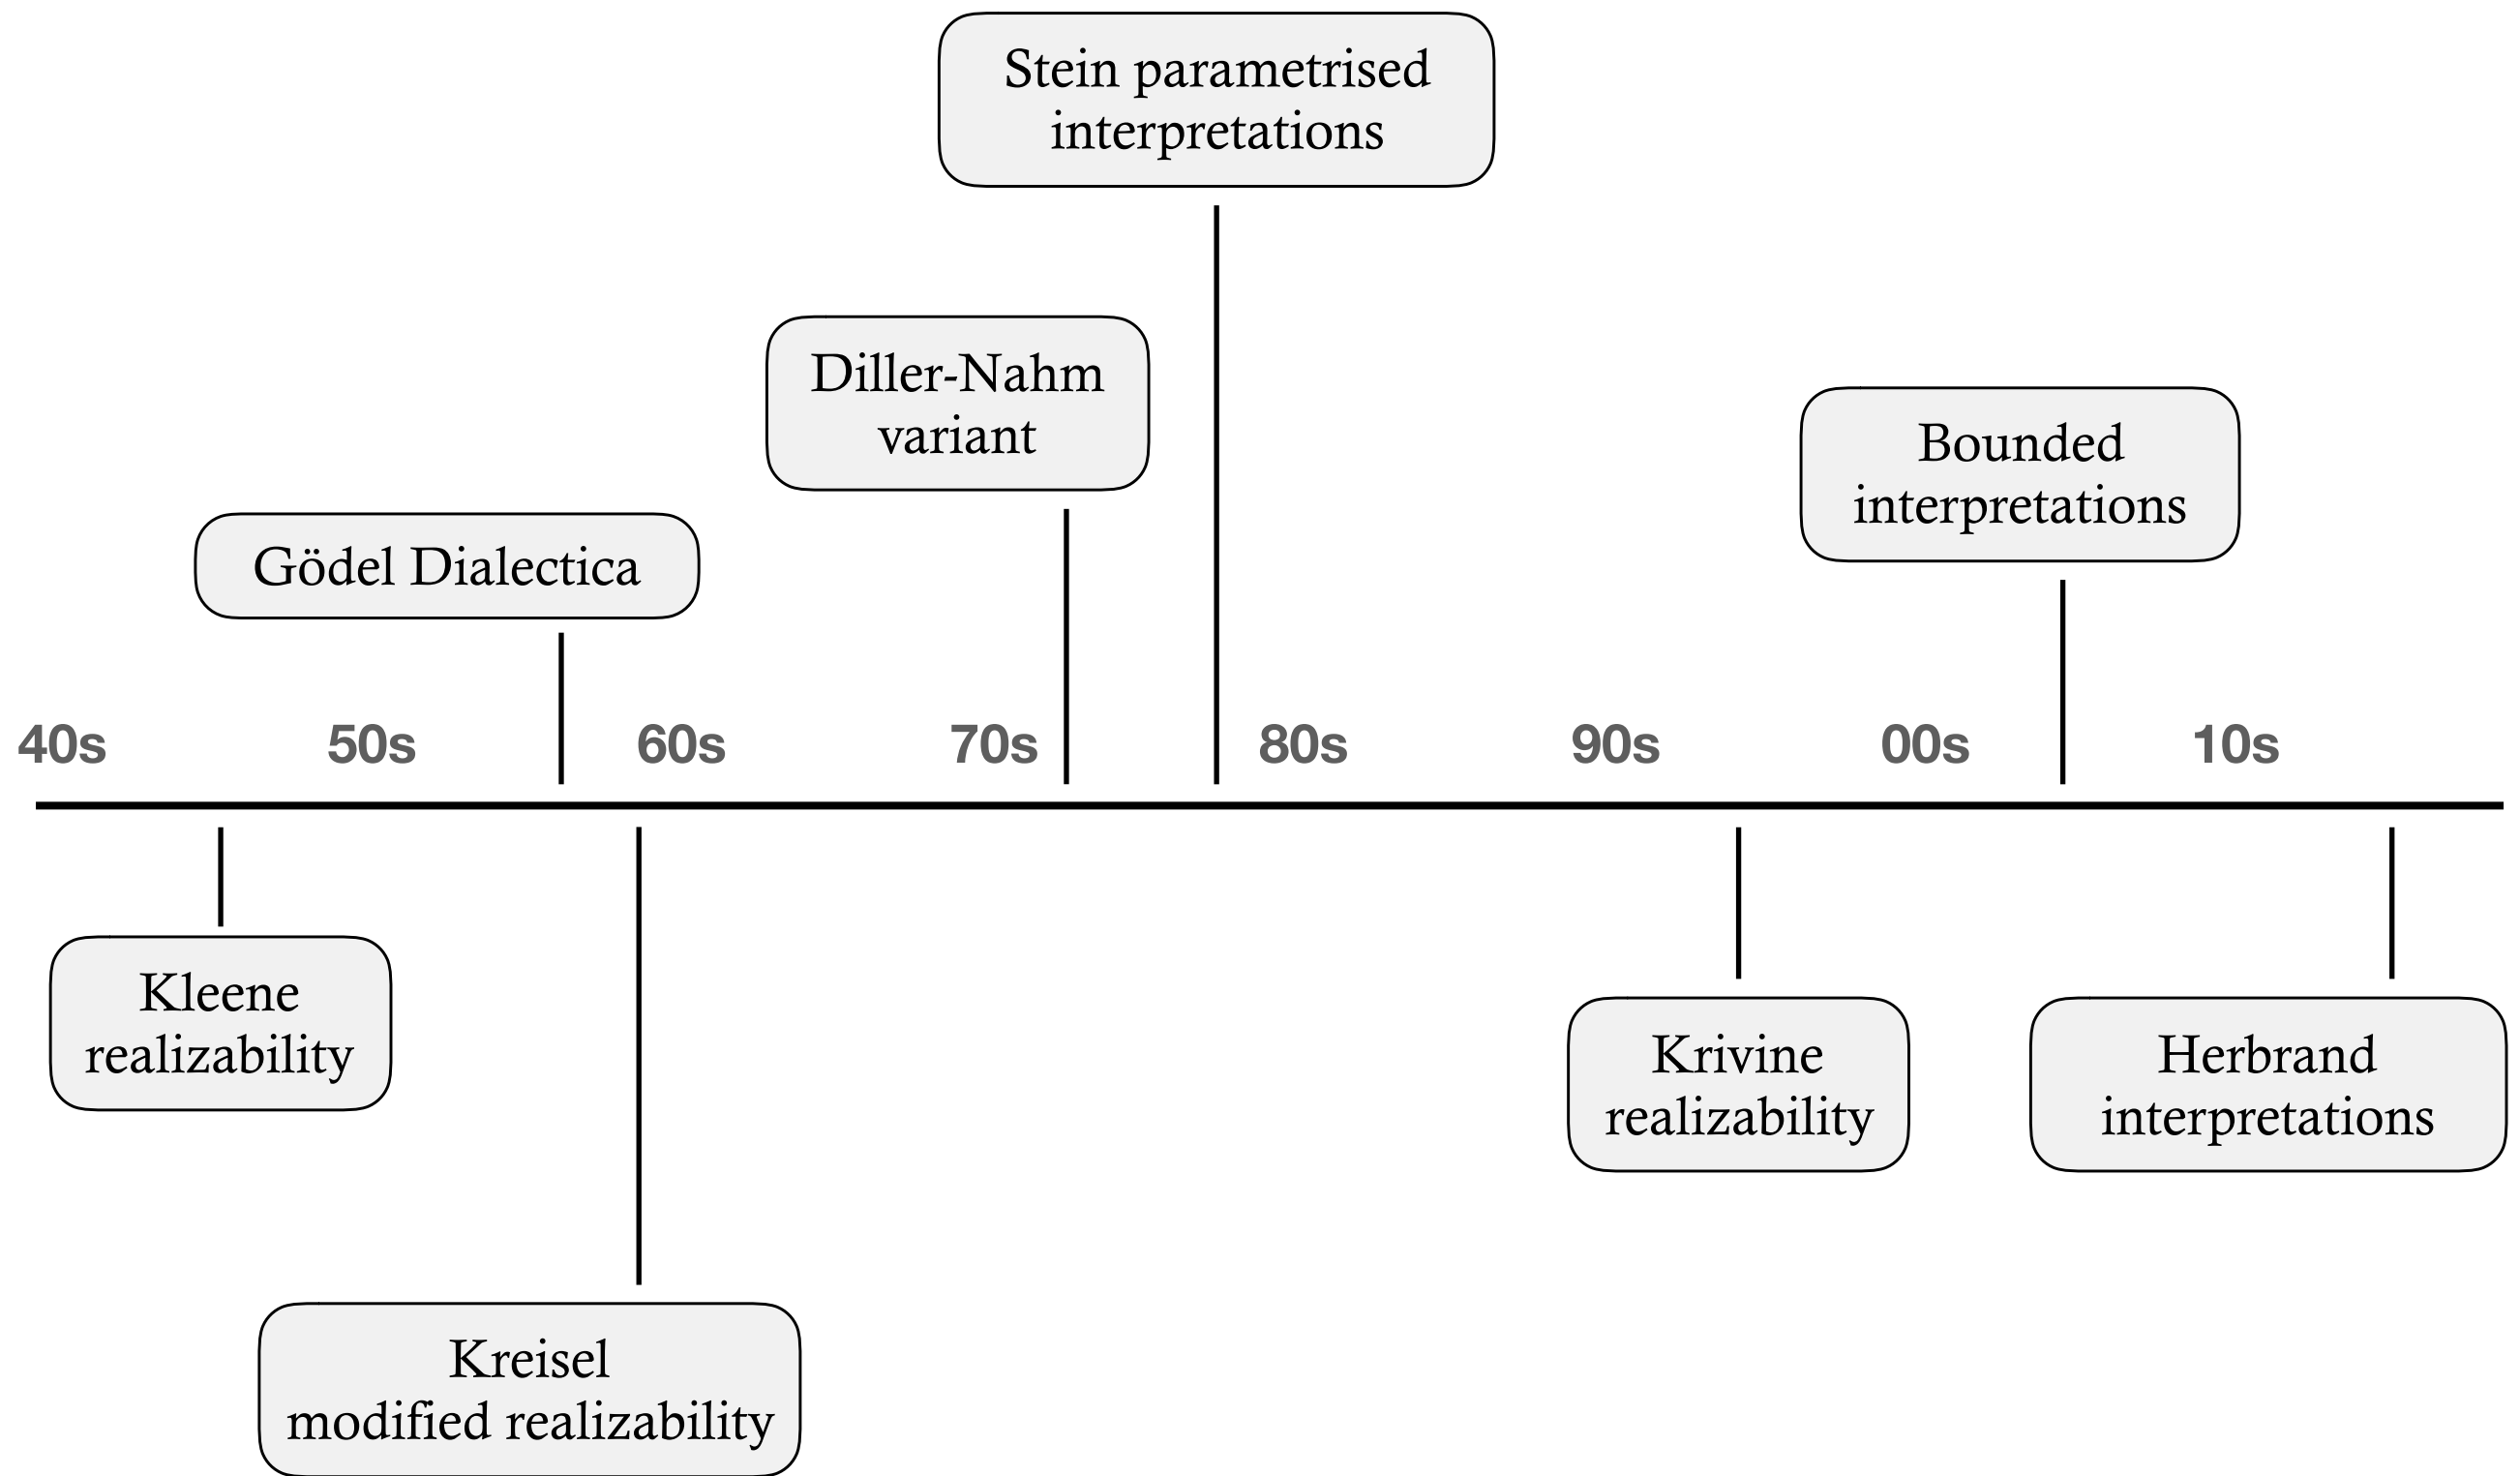 Stein parametrised
interpretations
Diller-Nahm
variant
Bounded
interpretations
Gödel Dialectica
40s 50s 60s 70s 80s 90s 00s 10s
Kleene
realizability
Krivine
realizability
Herbrand
interpretations
Kreisel
modified realizability